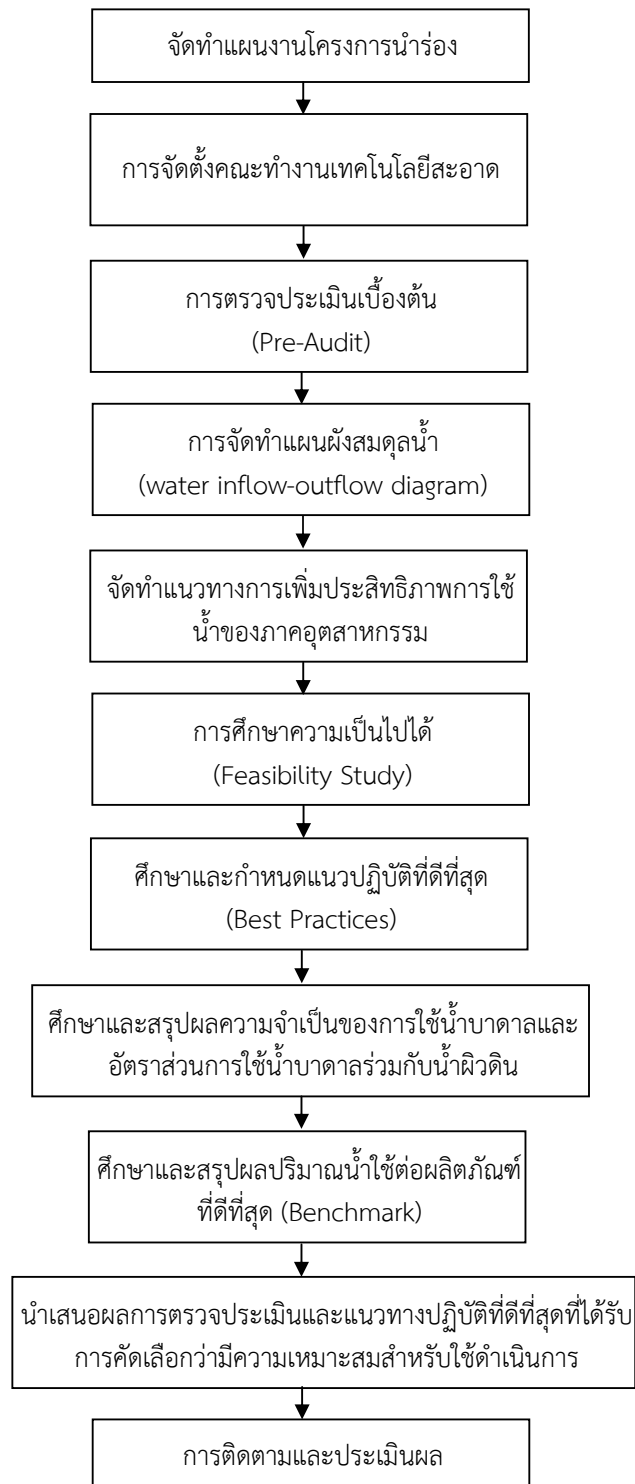 จัดทำแผนงานโครงการนำร่อง
การจัดตั้งคณะทำงานเทคโนโลยีสะอาด
การตรวจประเมินเบื้องต้น
(Pre-Audit)
การจัดทำแผนผังสมดุลน้ำ
(water inflow-outflow diagram)
จัดทำแนวทางการเพิ่มประสิทธิภาพการใช้
น้ำของภาคอุตสาหกรรม
การศึกษาความเป็นไปได้
(Feasibility Study)
ศึกษาและกำหนดแนวปฏิบัติที่ดีที่สุด
(Best Practices)
ศึกษาและสรุปผลความจำเป็นของการใช้น้ำบาดาลและ
อัตราส่วนการใช้น้ำบาดาลร่วมกับน้ำผิวดิน
ศึกษาและสรุปผลปริมาณน้ำใช้ต่อผลิตภัณฑ์
ที่ดีที่สุด (Benchmark)
นำเสนอผลการตรวจประเมินและแนวทางปฏิบัติที่ดีที่สุดที่ได้รับ
การคัดเลือกว่ามีความเหมาะสมสำหรับใช้ดำเนินการ
การติดตามและประเมินผล